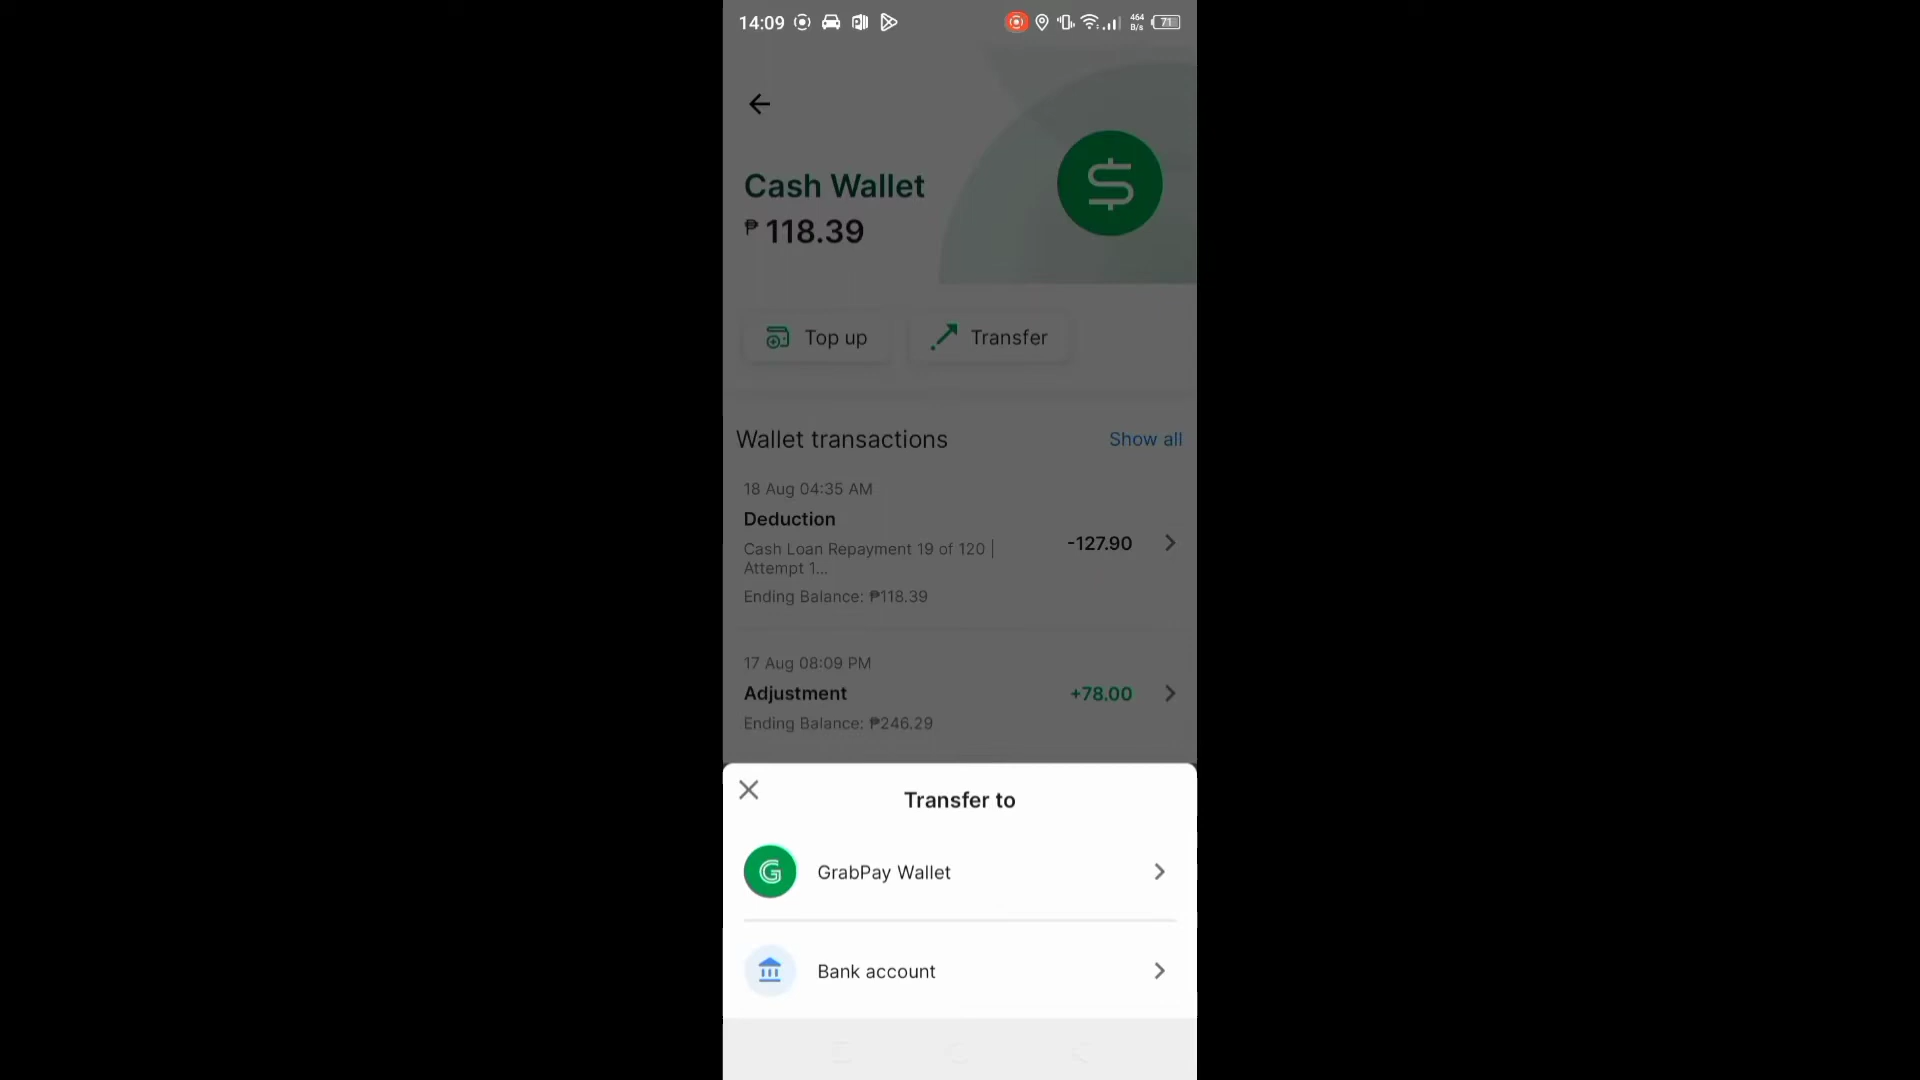 14:09
464
B/s
71
Cash Wallet
₱ 118.39
Top up
Transfer
Wallet transactions
Show all
18 Aug 04:35 AM
Deduction
Cash Loan Repayment 19 of 120 |
Attempt 1...
-127.90
Ending Balance: ₱118.39
17 Aug 08:09 PM
Adjustment
+78.00
Ending Balance: ₱246.29
Transfer to
GrabPay Wallet
Bank account